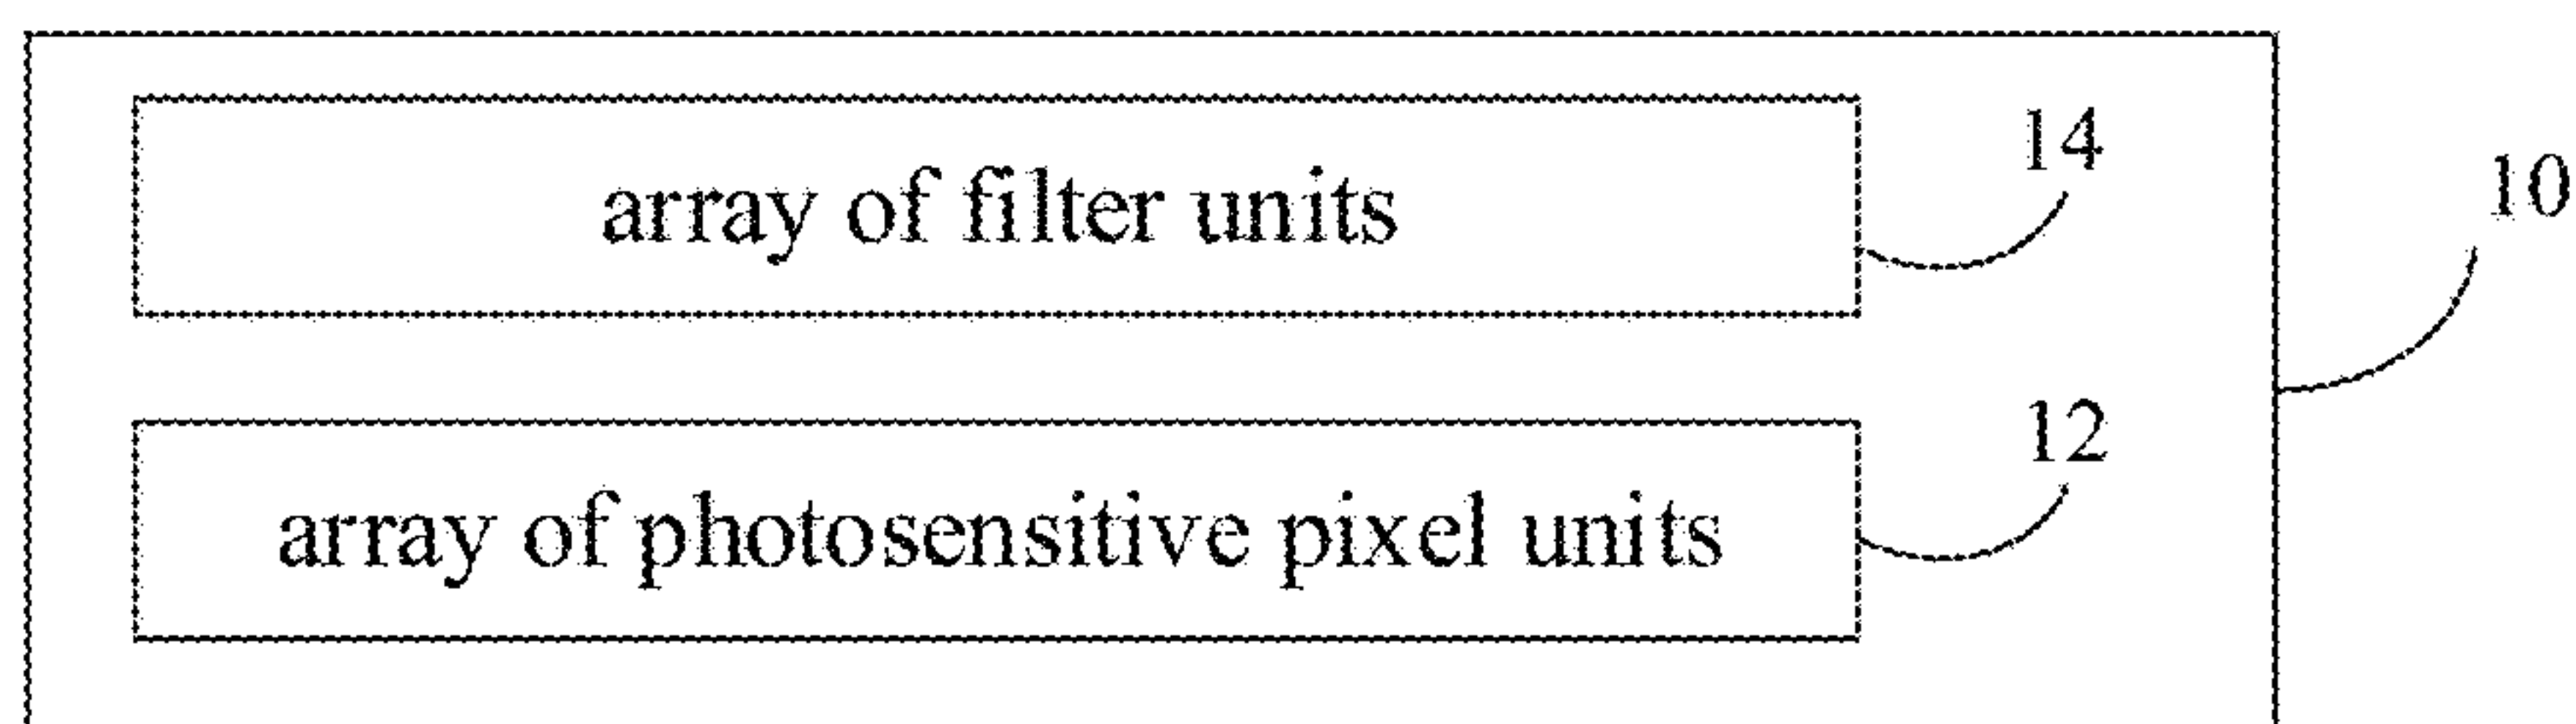 array of filter units
14
10
array of photosensitive pixel units
12